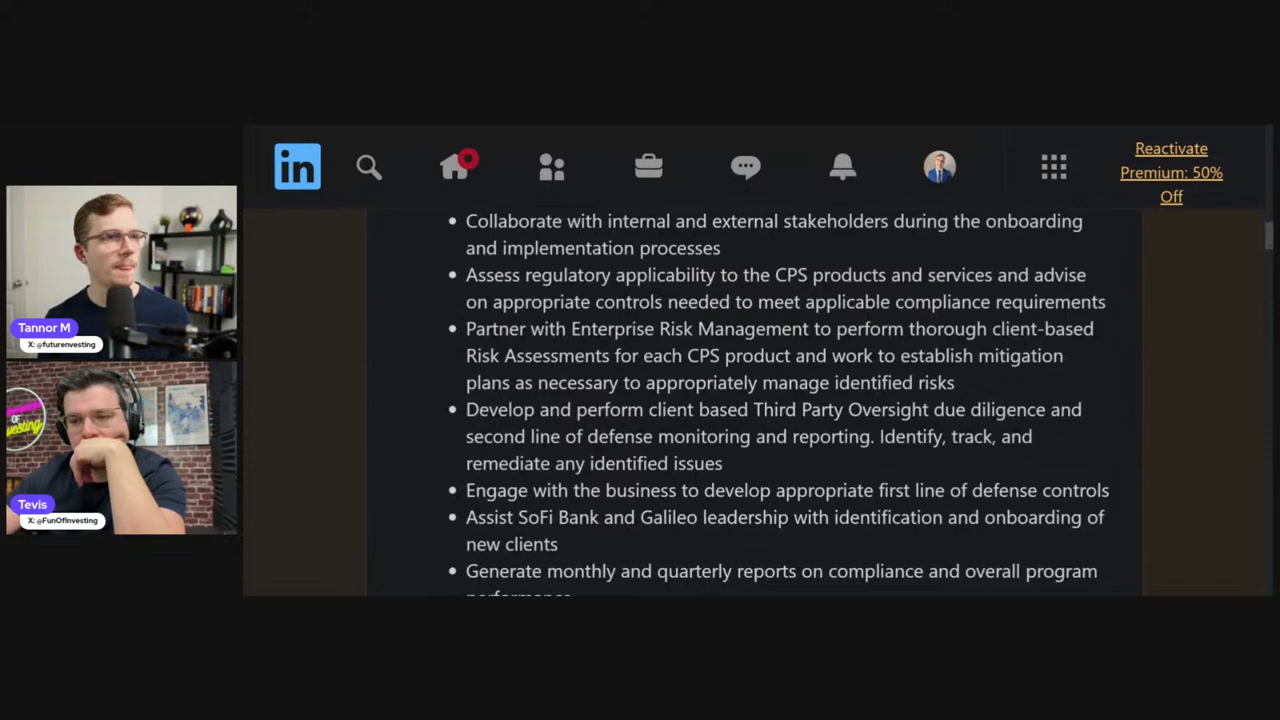 in
Reactivate
Premium: 50%
Off
Collaborate with internal and external stakeholders during the onboarding
and implementation processes
Assess regulatory applicability to the CPS products and services and advise
on appropriate controls needed to meet applicable compliance requirements
Partner with Enterprise Risk Management to perform thorough client-based
Risk Assessments for each CPS product and work to establish mitigation
plans as necessary to appropriately manage identified risks
Develop and perform client based Third Party Oversight due diligence and
second line of defense monitoring and reporting. Identify, track, and
remediate any identified issues
Engage with the business to develop appropriate first line of defense controls
Assist SoFi Bank and Galileo leadership with identification and onboarding of
new clients
Generate monthly and quarterly reports on compliance and overall program
performance
Tannor M
X: @futurenvesting
OF
investing
Tevis
X: @FunOfInvesting